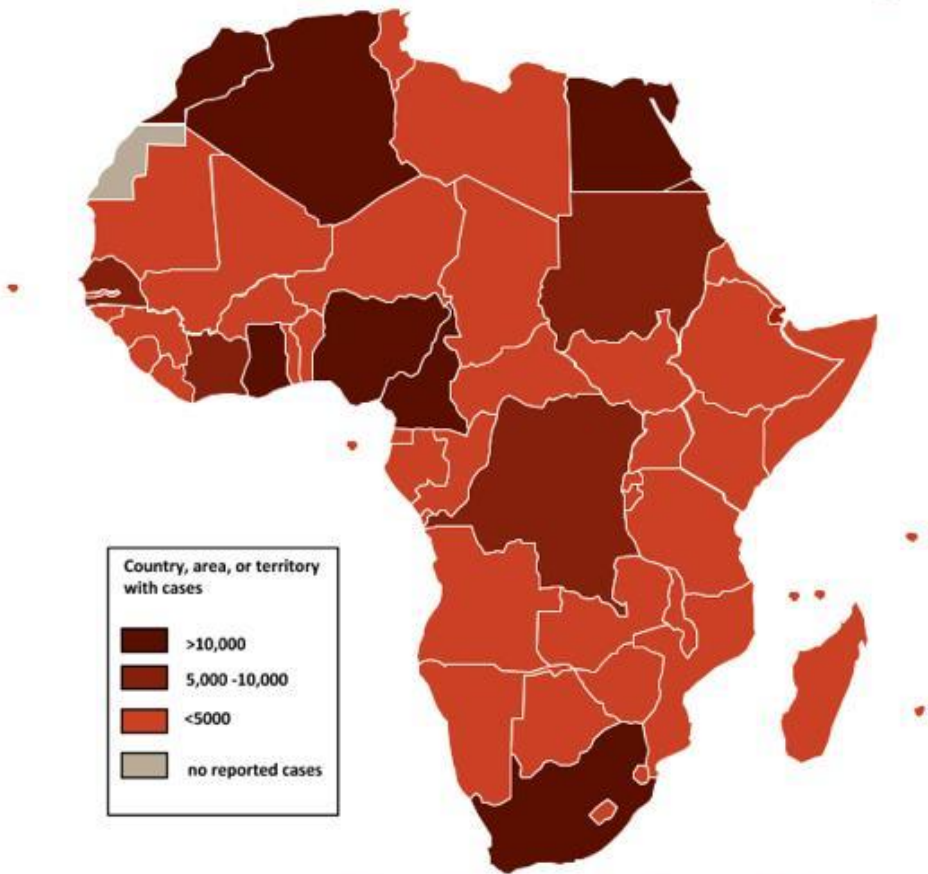 Country, area, or territory
with cases
>10,000
5,000 -10,000
<5000
no reported cases